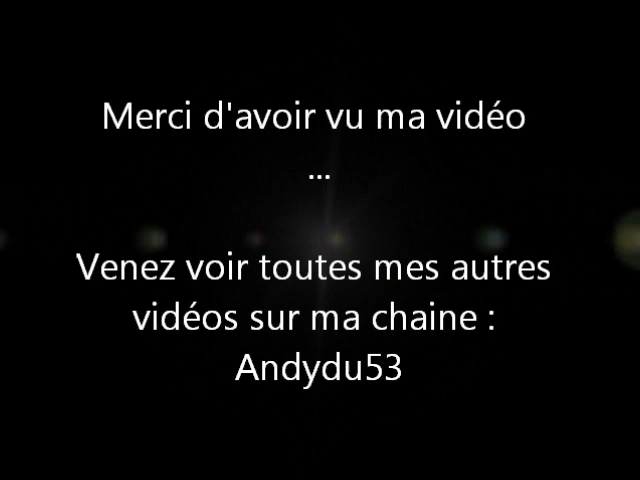 Merci d'avoir vu ma vidéo
...
Venez voir toutes mes autres
vidéos sur ma chaine :
Andydu53